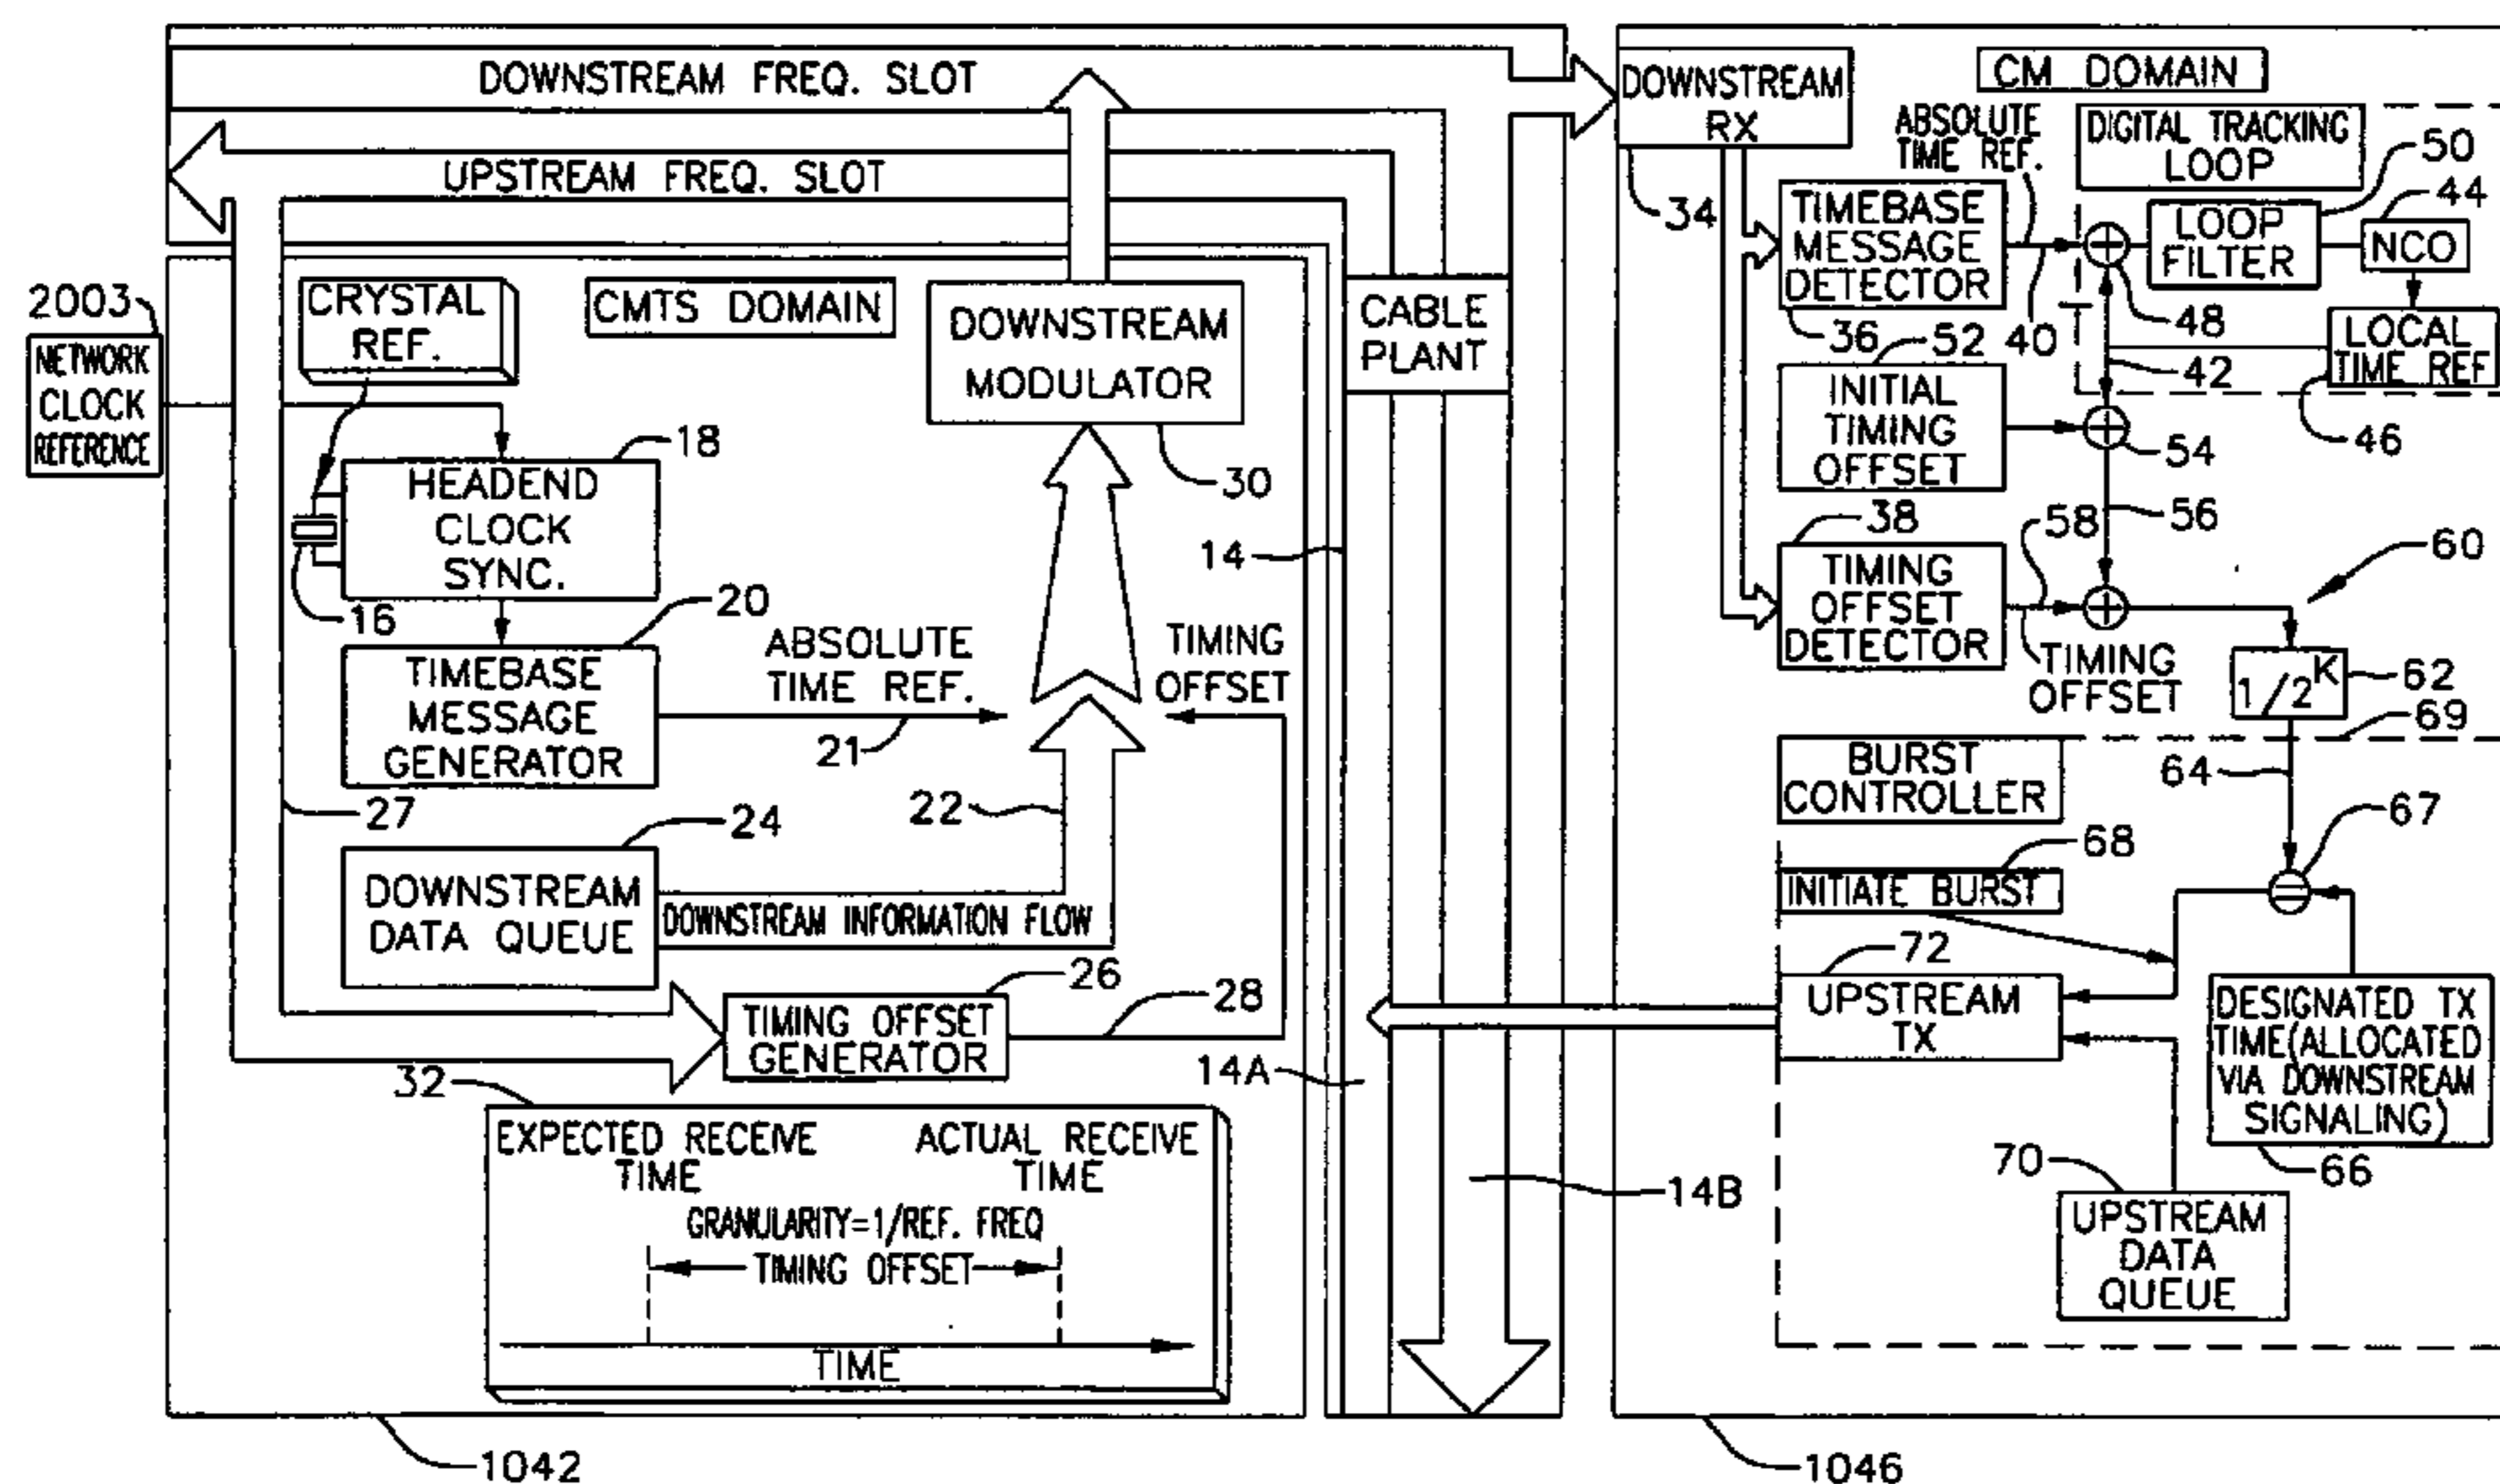 DOWNSTREAM FREQ. SLOT
UPSTREAM FREQ. SLOT
2003
NETWORK
CLOCK
REFERENCE
CRYSTAL
REF.
CMTS DOMAIN
DOWNSTREAM
MODULATOR
30
18
HEADEND
CLOCK
SYNC.
16
20
TIMEBASE
MESSAGE
GENERATOR
ABSOLUTE
TIME REF.
21
TIMING
OFFSET
27
24
22
DOWNSTREAM
DATA QUEUE
DOWNSTREAM INFORMATION FLOW
26
TIMING OFFSET
GENERATOR
28
32
EXPECTED RECEIVE
TIME
ACTUAL RECEIVE
TIME
GRANULARITY=1/REF. FREQ
TIMING OFFSET
TIME
1042
CABLE
PLANT
14
14A
14B
DOWNSTREAM
RX
34
CM DOMAIN
ABSOLUTE
TIME REF.
DIGITAL TRACKING
LOOP
50
44
TIMEBASE
MESSAGE
DETECTOR
LOOP
FILTER
NCO
36
52
40
48
42
LOCAL
TIME REF
46
INITIAL
TIMING
OFFSET
54
38
58
56
60
TIMING
OFFSET
DETECTOR
TIMING
OFFSET
1/2K
62
69
BURST
CONTROLLER
64
67
68
INITIATE BURST
72
UPSTREAM
TX
DESIGNATED TX
TIME(ALLOCATED
VIA DOWNSTREAM
SIGNALING)
66
70
UPSTREAM
DATA
QUEUE
1046